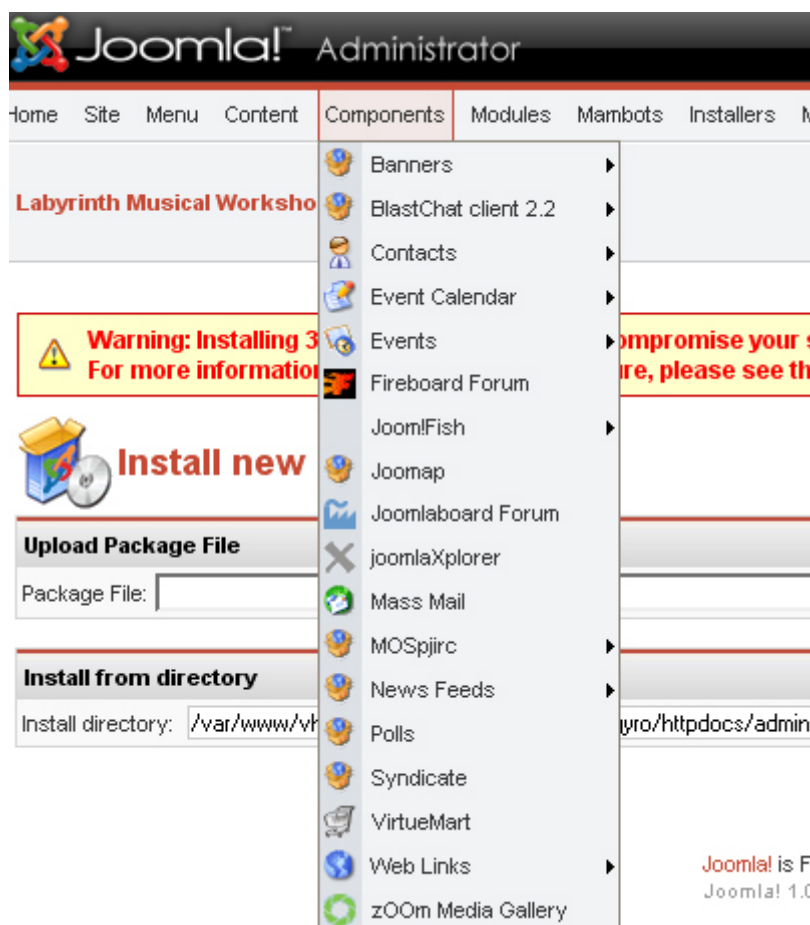 Joomla!™ Administrator
Home Site Menu Content Components Modules Mambots Installers
Labyrinth Musical Worksho
Banners
BlastChat client 2.2
Contacts
Event Calendar
Events
Fireboard Forum
Joom!Fish
Joomap
Joomlaboard Forum
joomlaXplorer
Mass Mail
MOSpjirc
News Feeds
Polls
Syndicate
VirtueMart
Web Links
zOOm Media Gallery
Warning: Installing 3 ompromise your s
For more information re, please see th
Install new
Upload Package File
Package File:
Install from directory
Install directory: /var/www/vh yro/httpdocs/admin
Joomla! is F
Joomla! 1.0